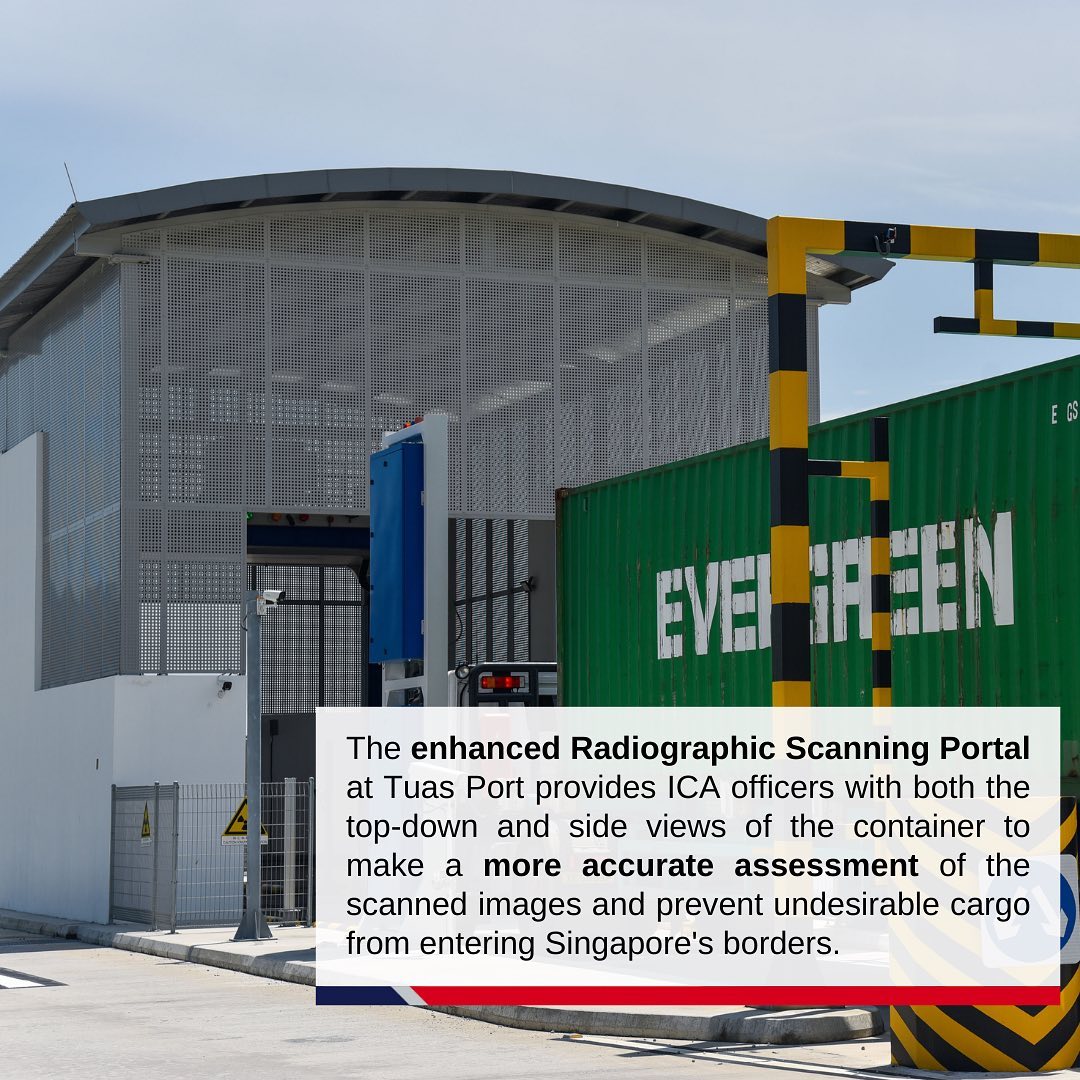 E GS
EVERGREEN
The enhanced Radiographic Scanning Portal
at Tuas Port provides ICA officers with both the
top-down and side views of the container to
make a more accurate assessment of the
scanned images and prevent undesirable cargo
from entering Singapore's borders.